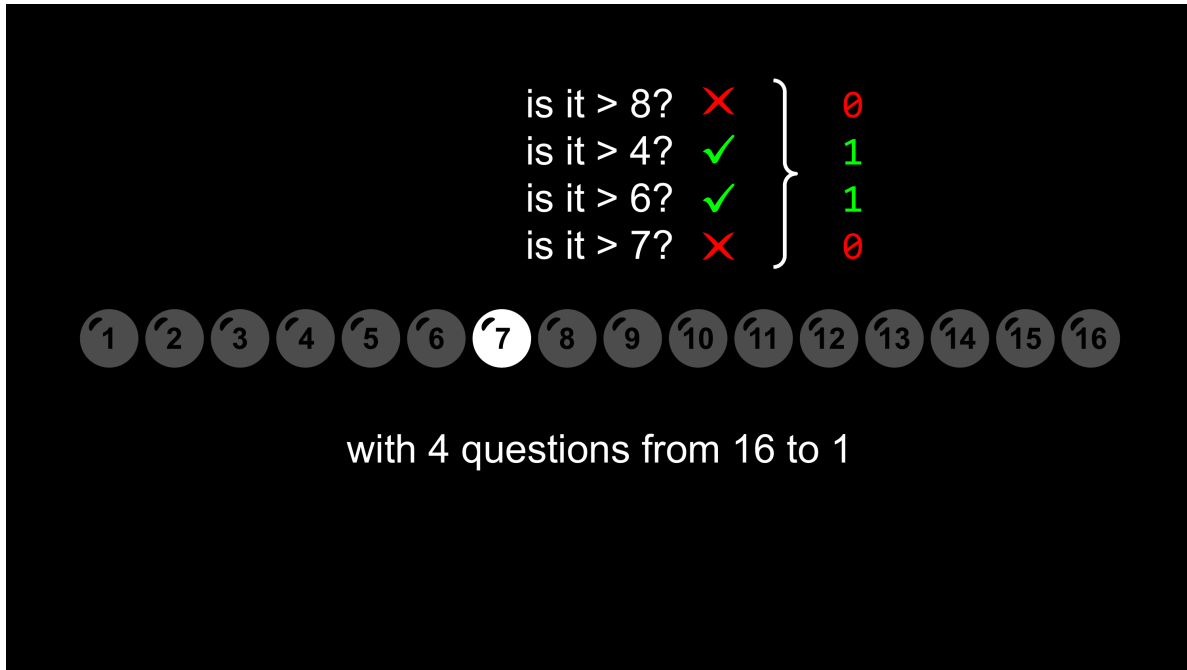 is it > 8? ✗ 0
is it > 4? ✓ 1
is it > 6? ✓ 1
is it > 7? ✗ 0
1 2 3 4 5 6 7 8 9 10 11 12 13 14 15 16
with 4 questions from 16 to 1